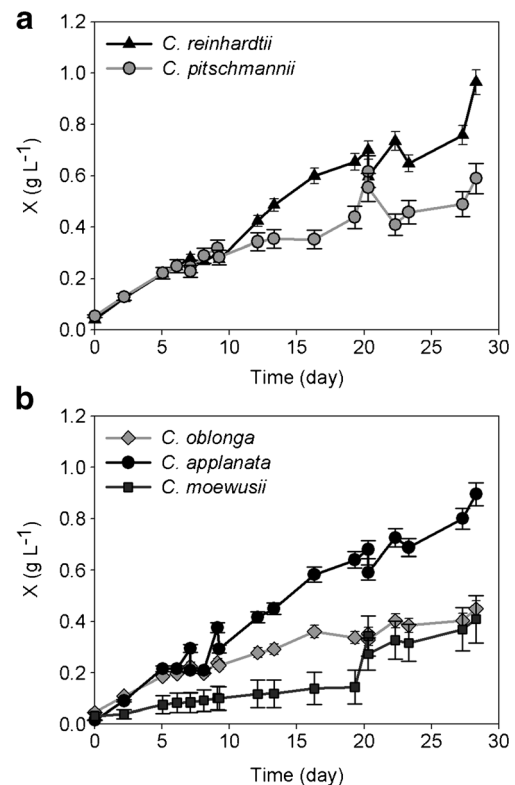 a
1.2
1.0
0.8
0.6
0.4
0.2
0.0
X (g L⁻¹)
C. reinhardtii
C. pitschmannii
0 5 10 15 20 25 30
Time (day)
b
1.2
1.0
0.8
0.6
0.4
0.2
0.0
X (g L⁻¹)
C. oblonga
C. applanata
C. moewusii
0 5 10 15 20 25 30
Time (day)